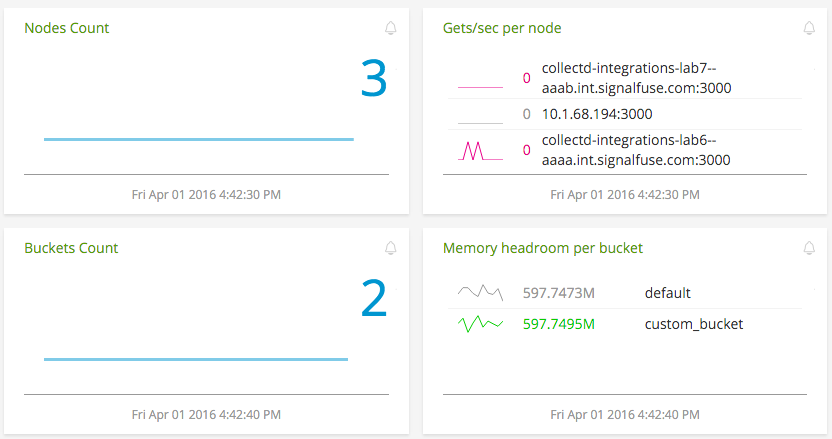 Nodes Count
3
Fri Apr 01 2016 4:42:30 PM
Gets/sec per node
0 collectd-integrations-lab7--
aaab.int.signalfuse.com:3000
0 10.1.68.194:3000
0 collectd-integrations-lab6--
aaaa.int.signalfuse.com:3000
Fri Apr 01 2016 4:42:30 PM
Buckets Count
2
Fri Apr 01 2016 4:42:40 PM
Memory headroom per bucket
597.7473M default
597.7495M custom_bucket
Fri Apr 01 2016 4:42:40 PM